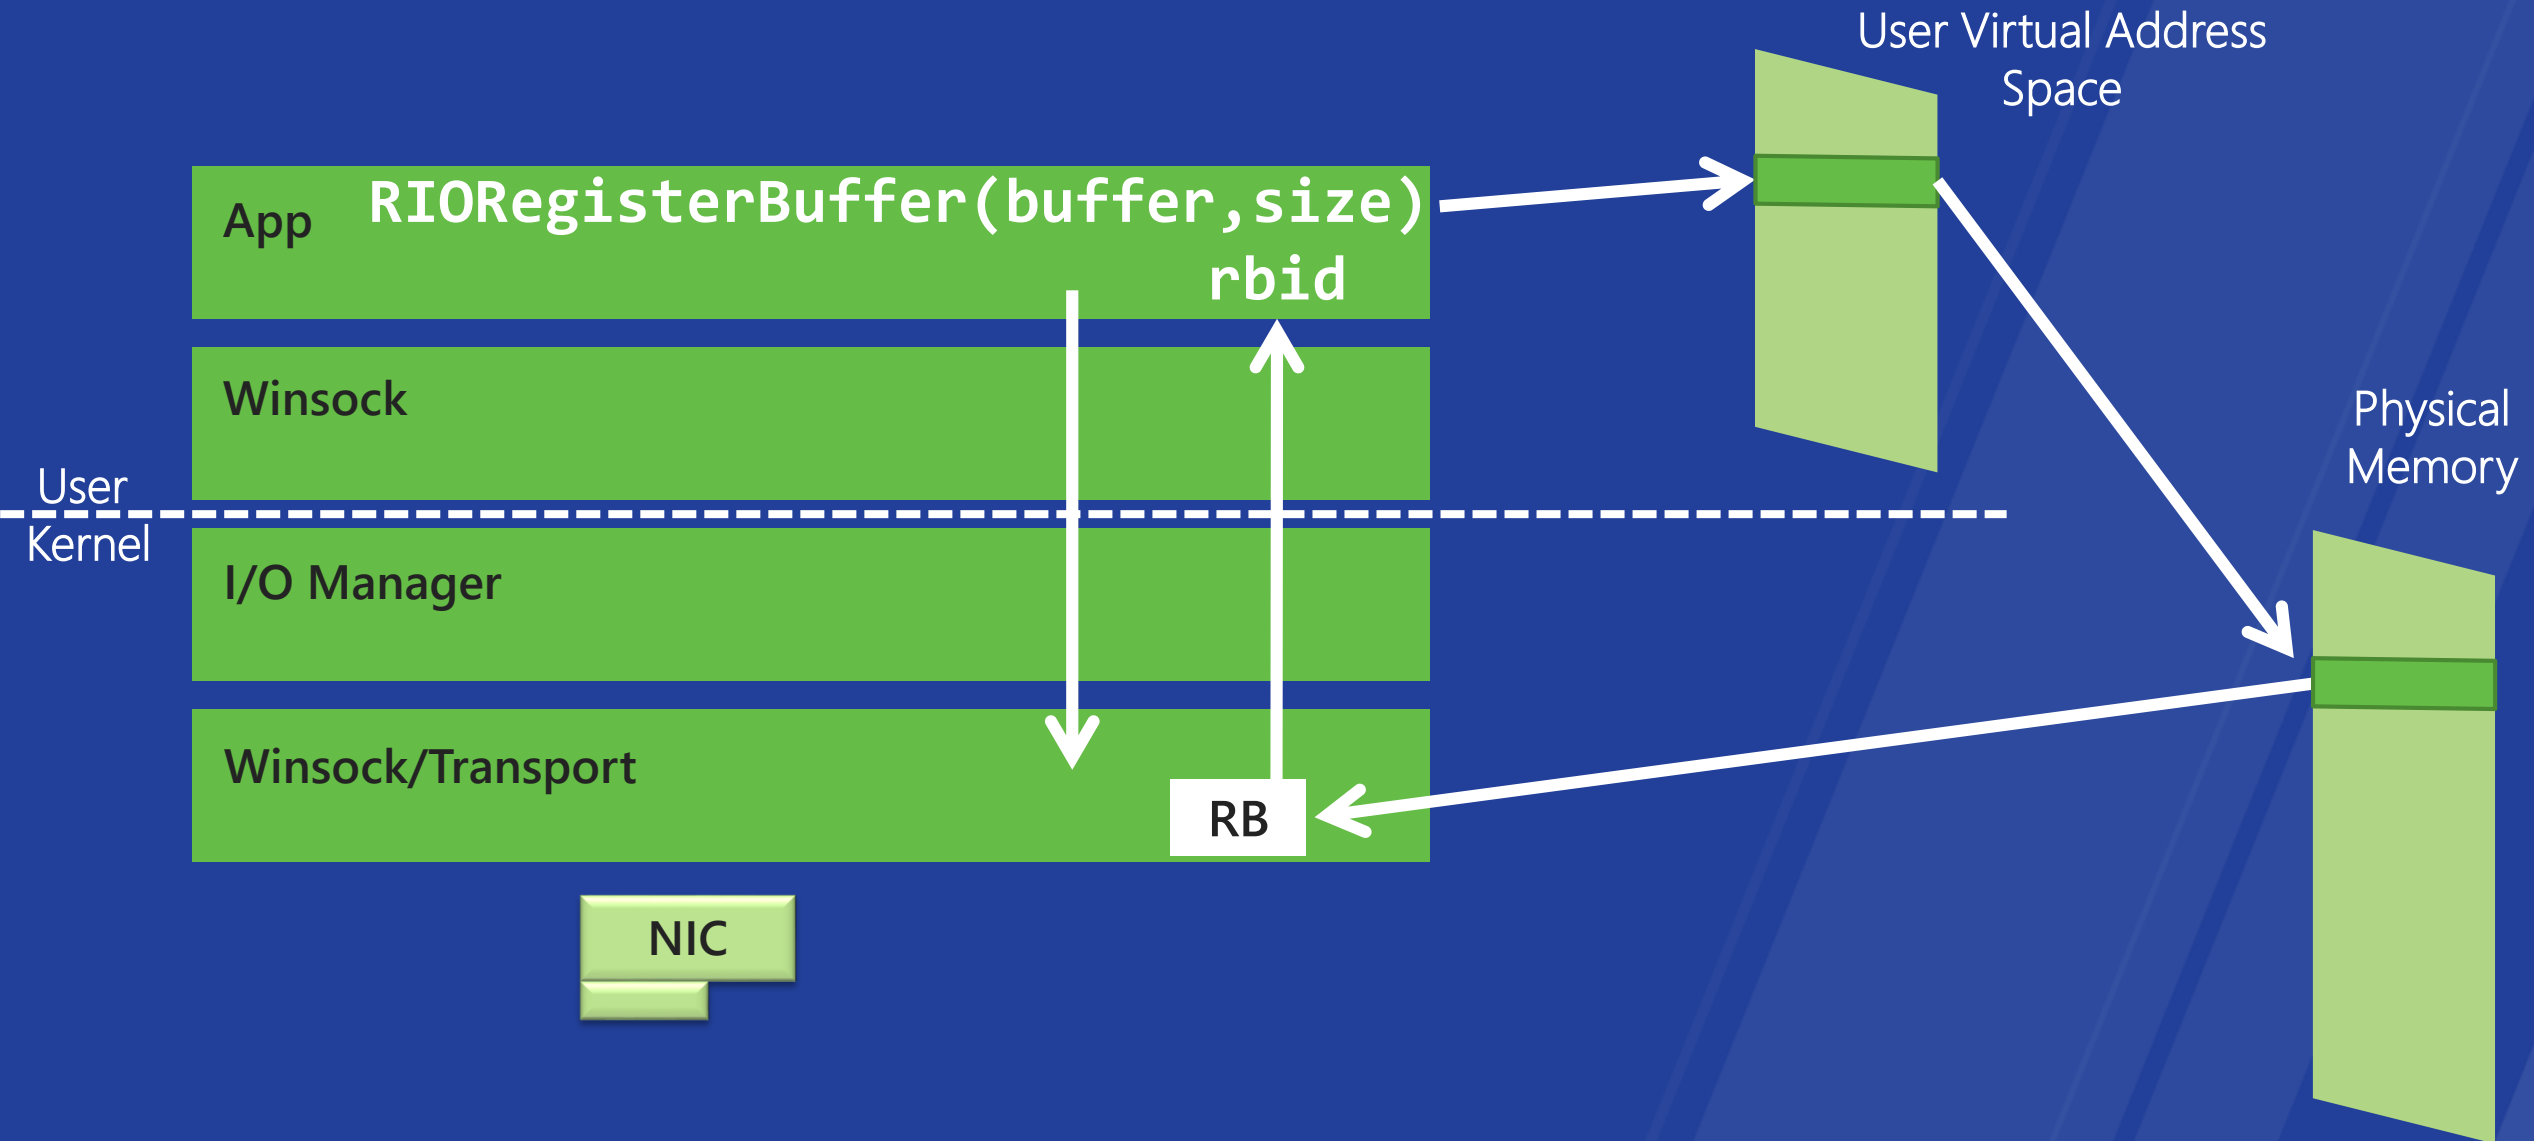 User Virtual Address
Space
App
RIORegisterBuffer(buffer,size)
rbid
Winsock
Physical
Memory
User
Kernel
I/O Manager
Winsock/Transport
RB
NIC